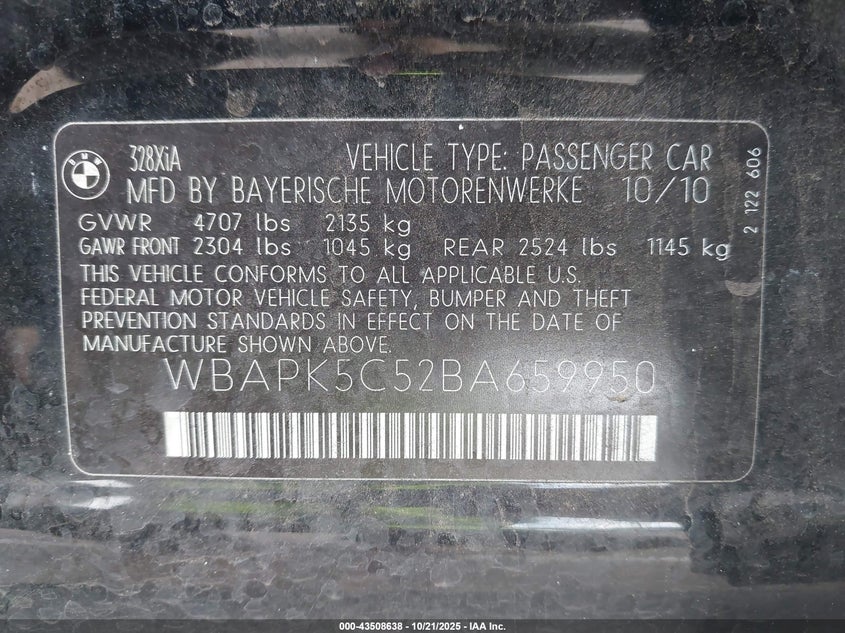 BMW
328XiA VEHICLE TYPE: PASSENGER CAR
MFD BY BAYERISCHE MOTORENWERKE 10/10
GVWR 4707 lbs 2135 kg
GAWR FRONT 2304 lbs 1045 kg REAR 2524 lbs 1145 kg
THIS VEHICLE CONFORMS TO ALL APPLICABLE U.S.
FEDERAL MOTOR VEHICLE SAFETY, BUMPER AND THEFT
PREVENTION STANDARDS IN EFFECT ON THE DATE OF
MANUFACTURE SHOWN ABOVE.
WBAPK5C52BA659950
2 122 606
000-43508638 - 10/21/2025 - IAA Inc.